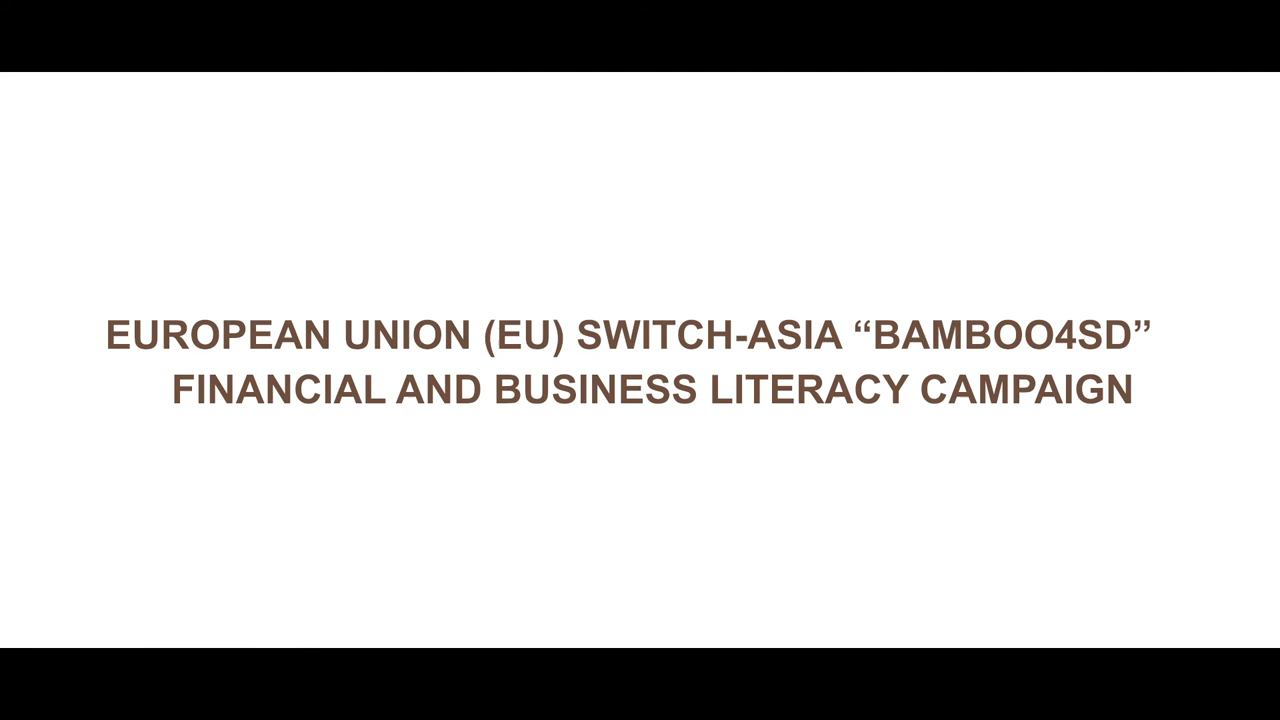 EUROPEAN UNION (EU) SWITCH-ASIA “BAMBOO4SD”
FINANCIAL AND BUSINESS LITERACY CAMPAIGN